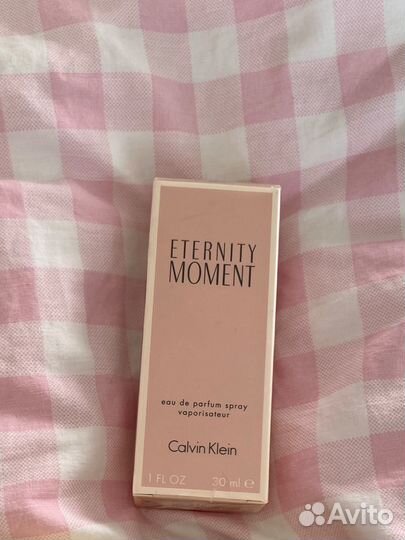 ETERNITY
MOMENT
eau de parfum spray
vaporisateur
Calvin Klein
1 FL OZ 30 ml ℮
Avito